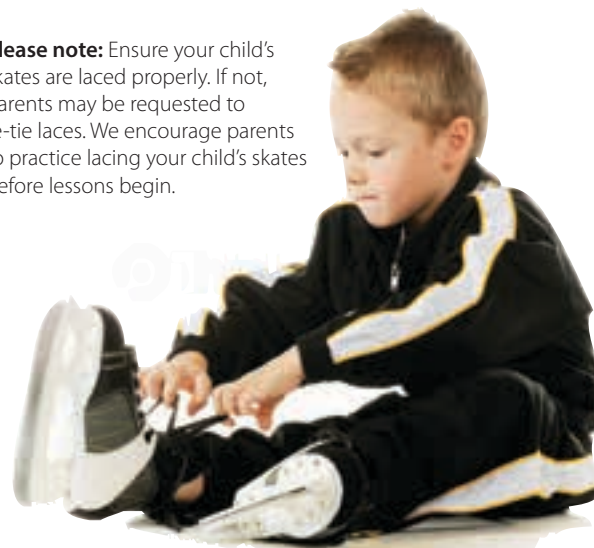 lease note: Ensure your child’s
kates are laced properly. If not,
arents may be requested to
e-tie laces. We encourage parents
o practice lacing your child’s skates
efore lessons begin.